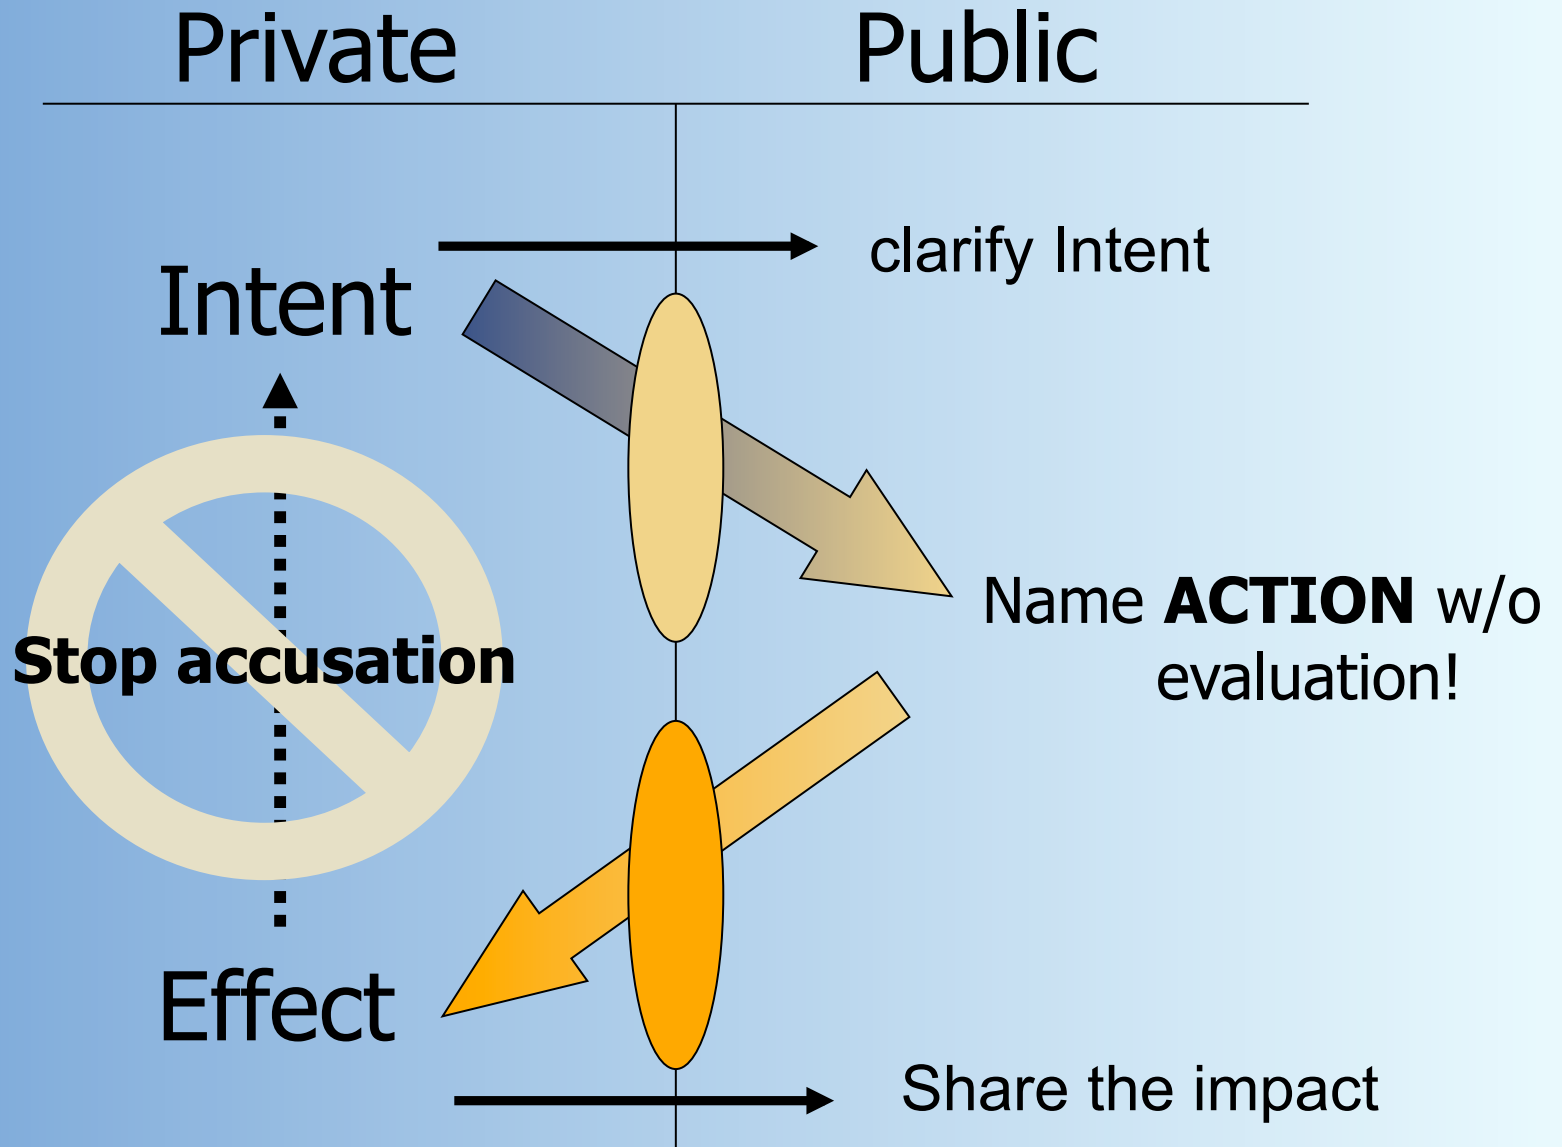 Private Public
clarify Intent
Intent
Name ACTION w/o
evaluation!
Stop accusation
Effect
Share the impact